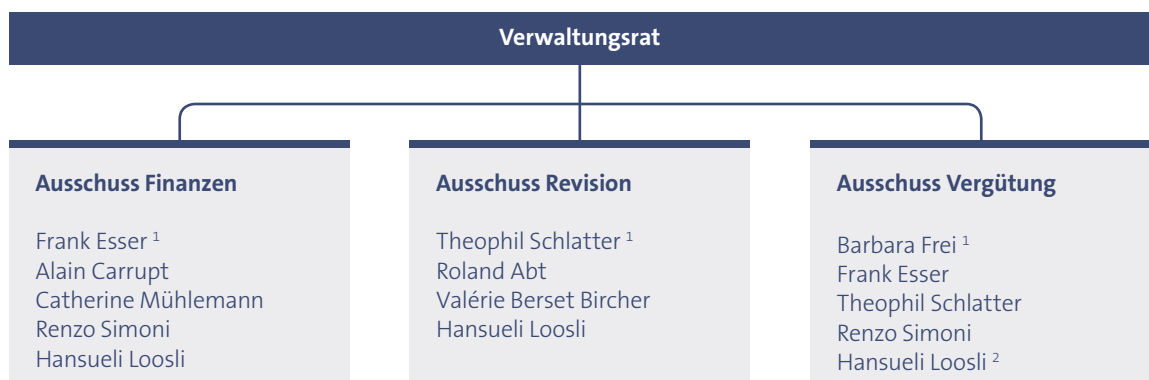 Verwaltungsrat
Ausschuss Finanzen
Frank Esser ¹
Alain Carrupt
Catherine Mühlemann
Renzo Simoni
Hansueli Loosli
Ausschuss Revision
Theophil Schlatter ¹
Roland Abt
Valérie Berset Bircher
Hansueli Loosli
Ausschuss Vergütung
Barbara Frei ¹
Frank Esser
Theophil Schlatter
Renzo Simoni
Hansueli Loosli ²